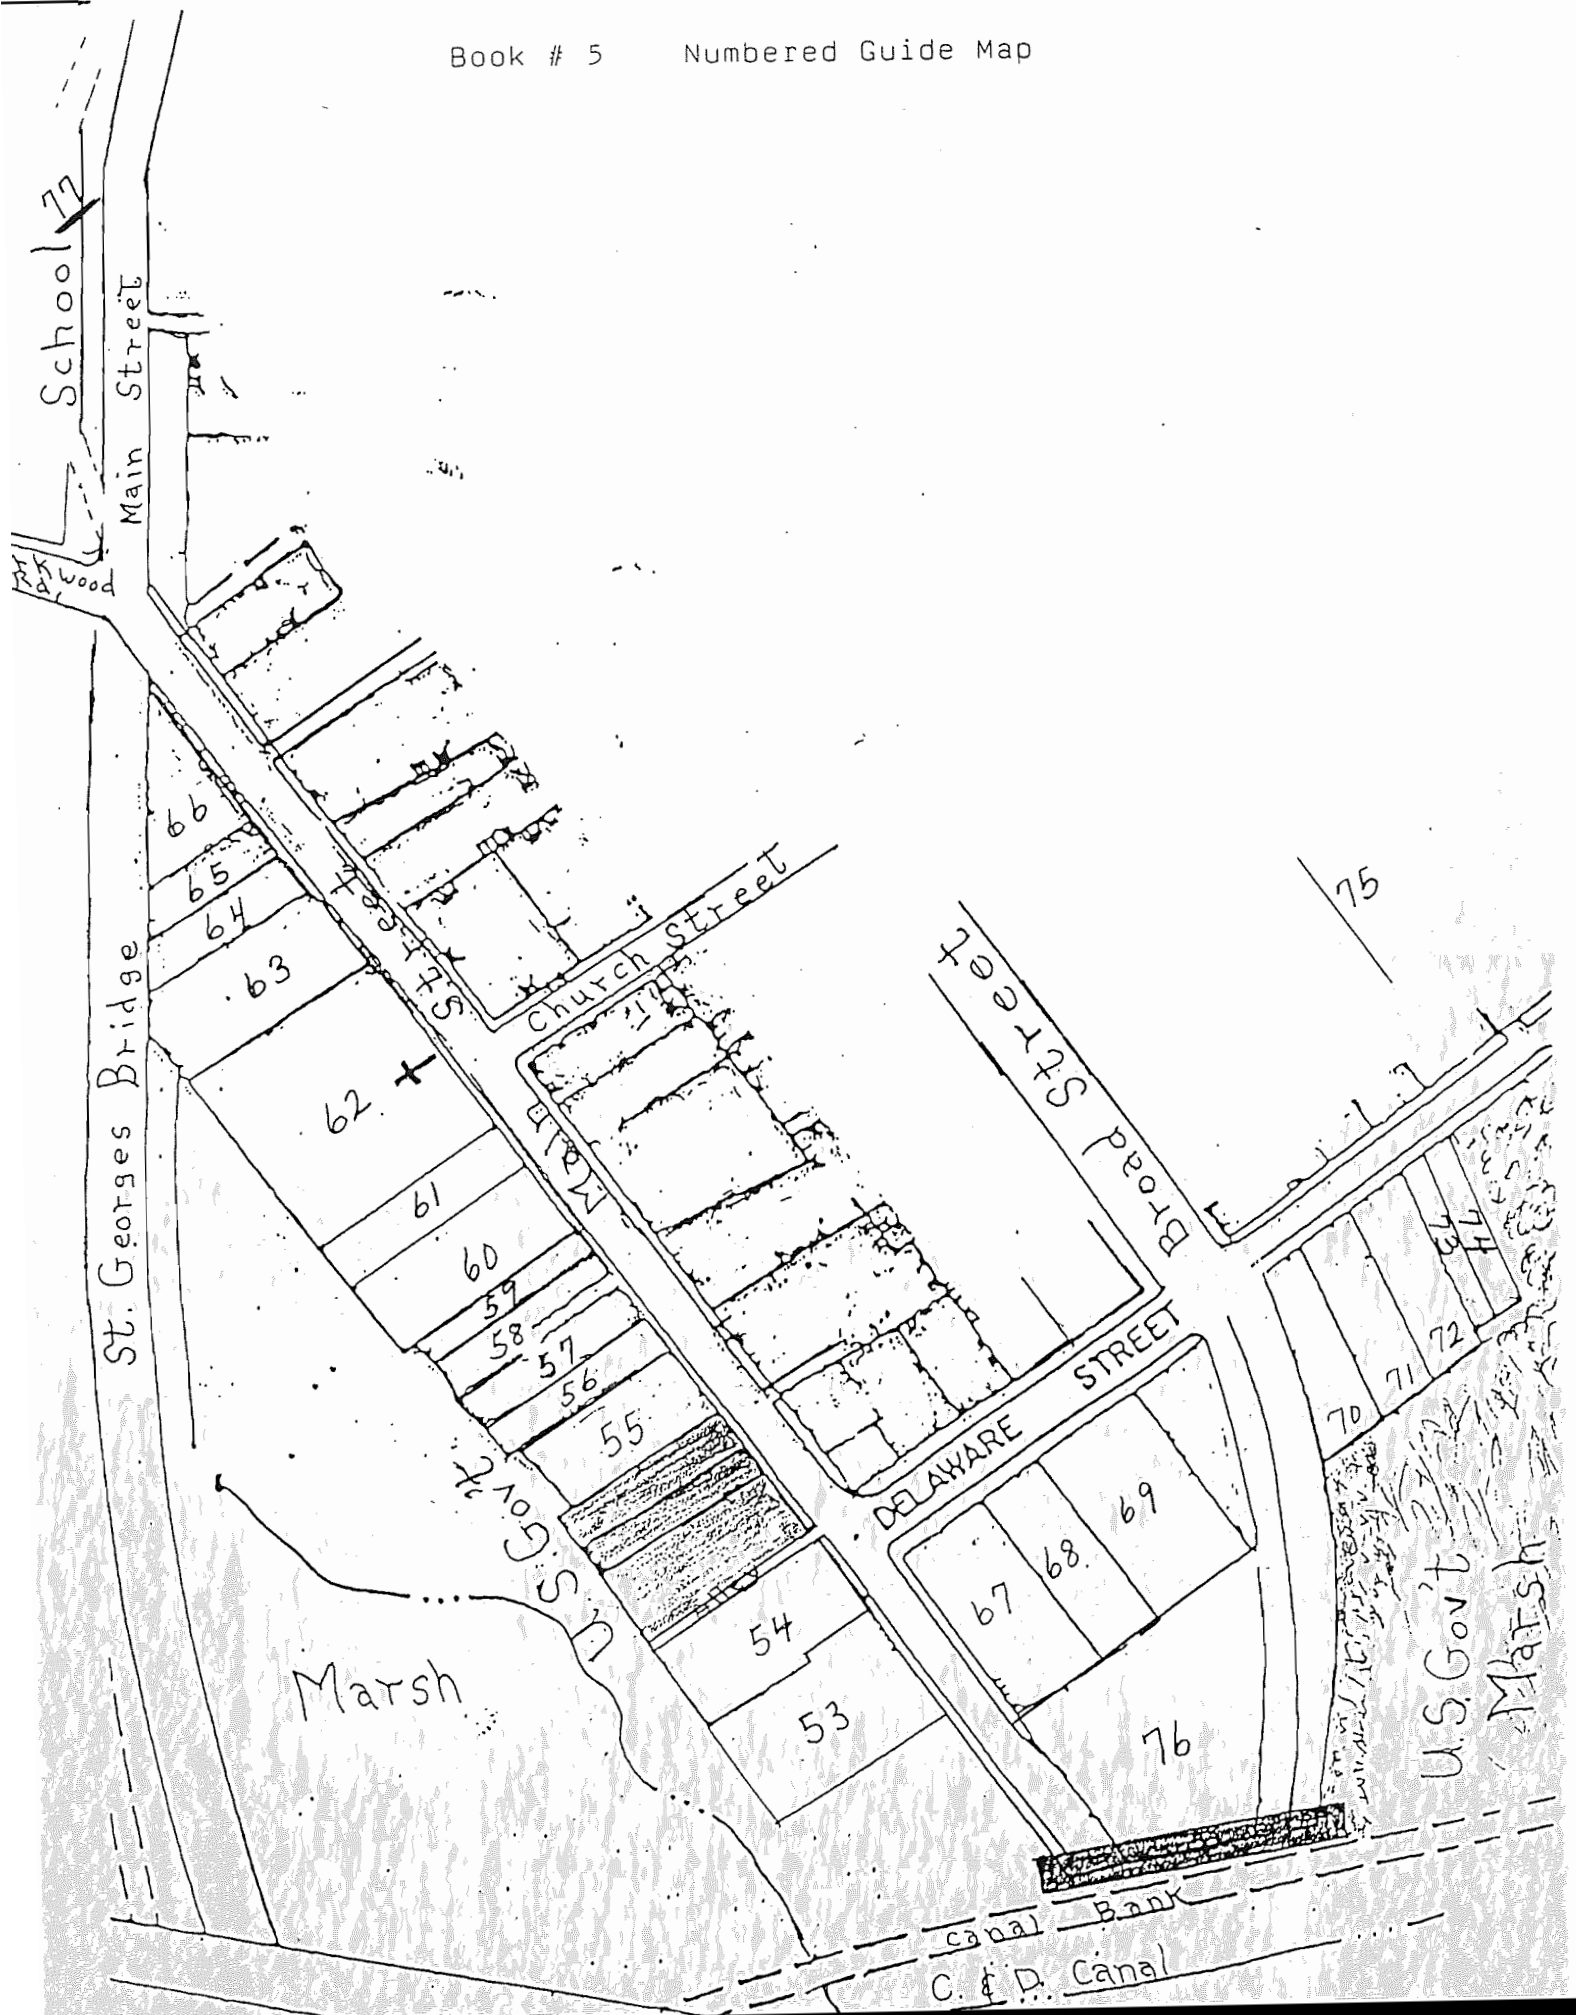 Book # 5 Numbered Guide Map
77
School
Main Street
wood
66
65
64
63
62
61
60
59
58
57
56
55
54
53
St. Georges Bridge
Main Street
Church Street
Broad Street
75
DELAWARE STREET
67
68
69
70
71
72
73
74
76
U.S. Gov't
Marsh
U.S. Gov't
Marsh
Canal Bank
C. & D. Canal